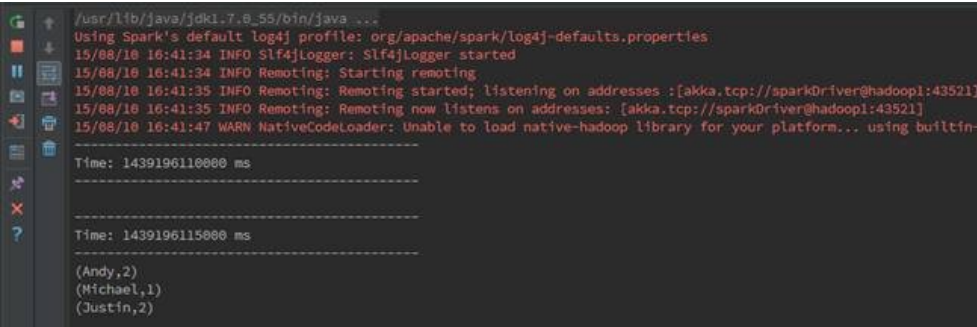 /usr/lib/java/jdk1.7.0_55/bin/java ...
Using Spark's default log4j profile: org/apache/spark/log4j-defaults.properties
15/08/10 16:41:34 INFO Slf4jLogger: Slf4jLogger started
15/08/10 16:41:34 INFO Remoting: Starting remoting
15/08/10 16:41:35 INFO Remoting: Remoting started; listening on addresses :[akka.tcp://sparkDriver@hadoop1:43521]
15/08/10 16:41:35 INFO Remoting: Remoting now listens on addresses: [akka.tcp://sparkDriver@hadoop1:43521]
15/08/10 16:41:47 WARN NativeCodeLoader: Unable to load native-hadoop library for your platform... using builtin-
-------------------------------------------
Time: 1439196110000 ms
-------------------------------------------
-------------------------------------------
Time: 1439196115000 ms
-------------------------------------------
(Andy,2)
(Michael,1)
(Justin,2)